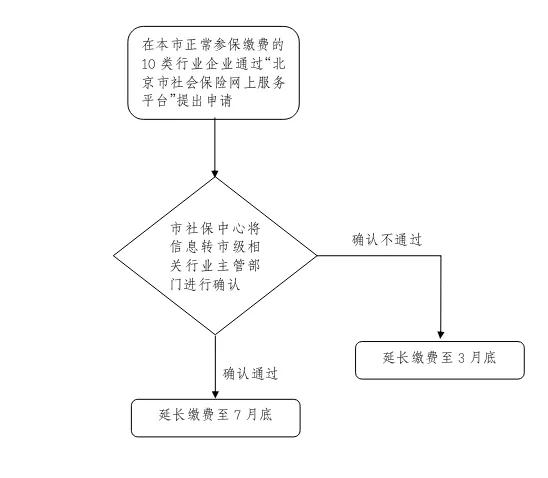 在本市正常参保缴费的
10 类行业企业通过“北
京市社会保险网上服务
平台”提出申请
市社保中心将
信息转市级相
关行业主管部
门进行确认
确认不通过
延长缴费至 3 月底
确认通过
延长缴费至 7 月底